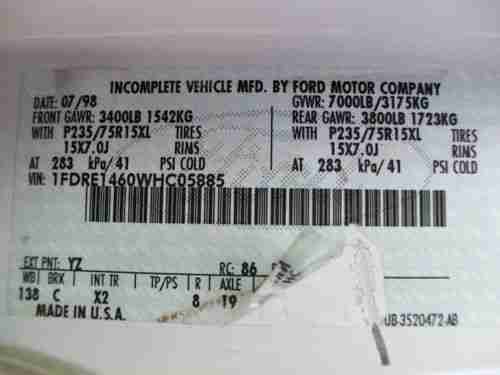 INCOMPLETE VEHICLE MFD. BY FORD MOTOR COMPANY
DATE: 07/98 GVWR: 7000LB/3175KG
FRONT GAWR: 3400LB 1542KG REAR GAWR: 3800LB 1723KG
WITH P235/75R15XL TIRES WITH P235/75R15XL TIRES
15X7.0J RIMS 15X7.0J RIMS
AT 283 kPa/41 PSI COLD AT 283 kPa/41 PSI COLD
VIN: 1FDRE1460WHC05885
EXT PNT: YZ RC: 86
WB BRK INT TR TP/PS R AXLE
138 C X2 8 19
MADE IN U.S.A. UB-3520472-AB